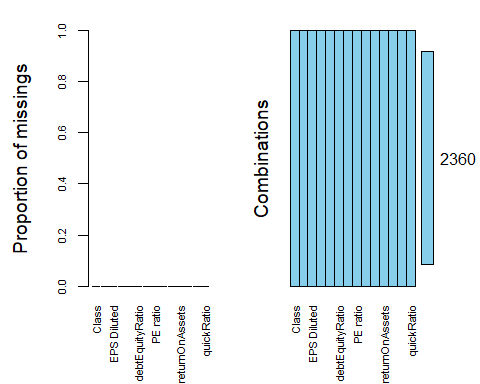 Proportion of missings
1.0
0.8
0.6
0.4
0.2
0.0
Class
EPS Diluted
debtEquityRatio
PE ratio
returnOnAssets
quickRatio
Combinations
2360
Class
EPS Diluted
debtEquityRatio
PE ratio
returnOnAssets
quickRatio